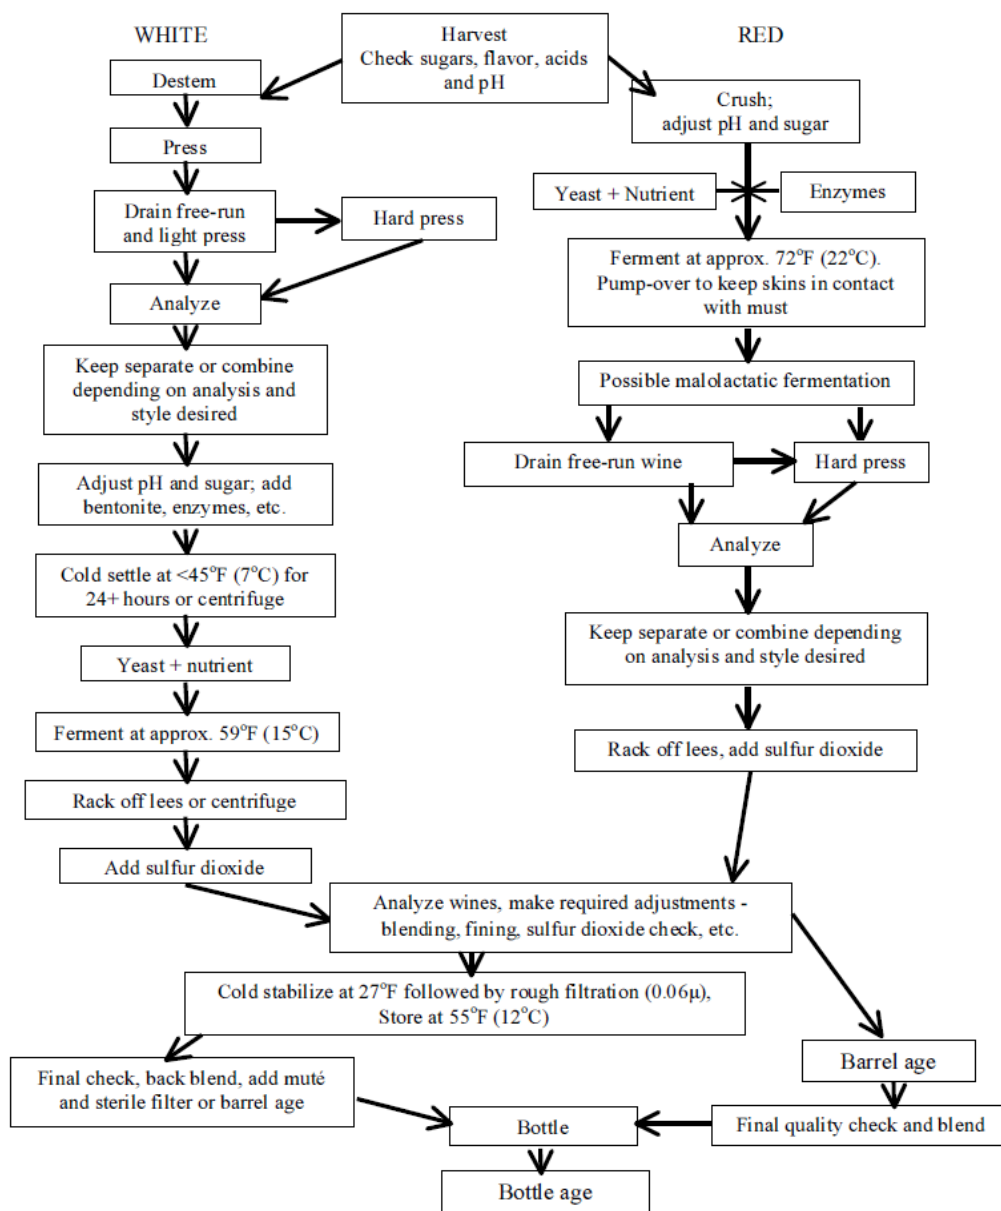 WHITE
Harvest
Check sugars, flavor, acids
and pH
RED
Destem
Crush;
adjust pH and sugar
Press
Yeast + Nutrient
Enzymes
Drain free-run
and light press
Hard press
Ferment at approx. 72°F (22°C).
Pump-over to keep skins in contact
with must
Analyze
Keep separate or combine
depending on analysis and
style desired
Possible malolactatic fermentation
Drain free-run wine
Hard press
Adjust pH and sugar; add
bentonite, enzymes, etc.
Analyze
Cold settle at <45°F (7°C) for
24+ hours or centrifuge
Keep separate or combine depending
on analysis and style desired
Yeast + nutrient
Ferment at approx. 59°F (15°C)
Rack off lees, add sulfur dioxide
Rack off lees or centrifuge
Add sulfur dioxide
Analyze wines, make required adjustments -
blending, fining, sulfur dioxide check, etc.
Cold stabilize at 27°F followed by rough filtration (0.06μ),
Store at 55°F (12°C)
Barrel age
Final check, back blend, add muté
and sterile filter or barrel age
Bottle
Final quality check and blend
Bottle age